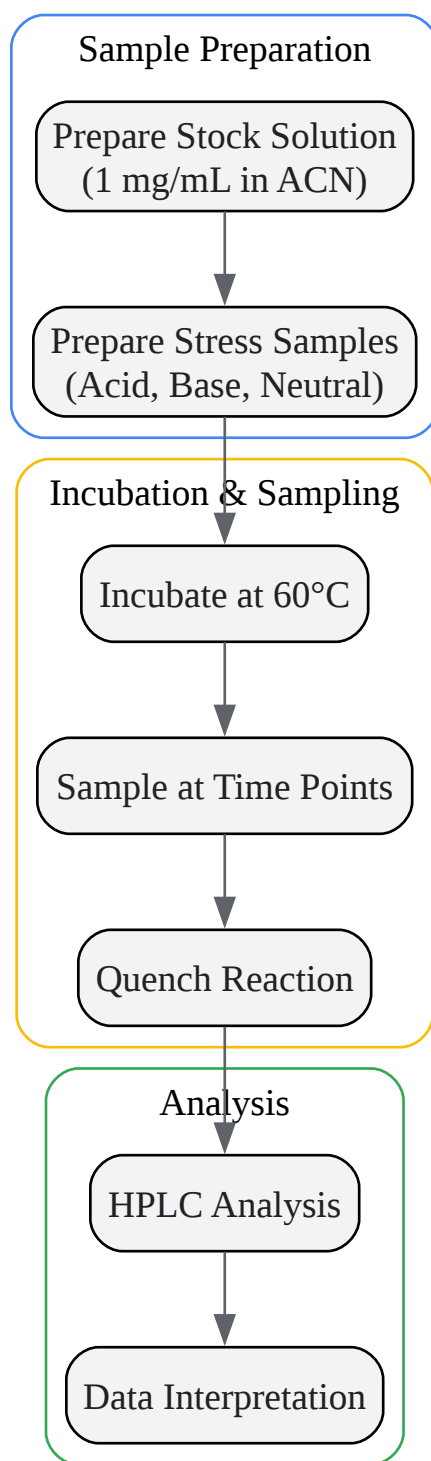 Sample Preparation
Prepare Stock Solution
(1 mg/mL in ACN)
Prepare Stress Samples
(Acid, Base, Neutral)
Incubation & Sampling
Incubate at 60°C
Sample at Time Points
Quench Reaction
Analysis
HPLC Analysis
Data Interpretation